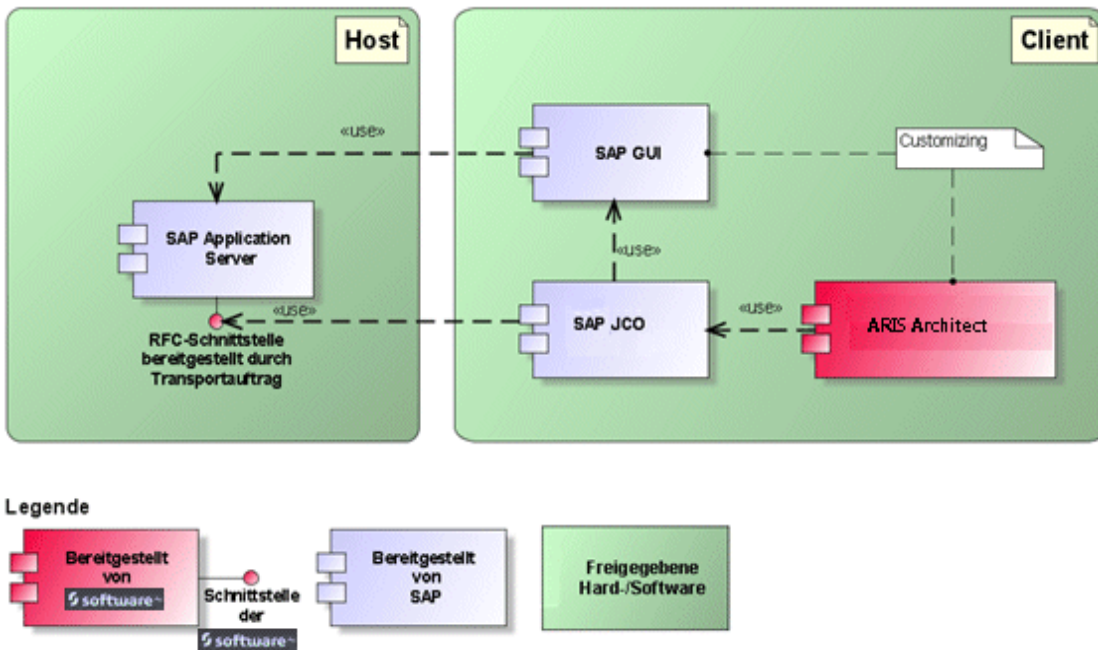 Host
Client
«use»
SAP GUI
Customizing
SAP Application
Server
«use»
«use»
SAP JCO
«use»
ARIS Architect
RFC-Schnittstelle
bereitgestellt durch
Transportauftrag
Legende
Bereitgestellt
von
software
Schnittstelle
der
software
Bereitgestellt
von
SAP
Freigegebene
Hard-/Software